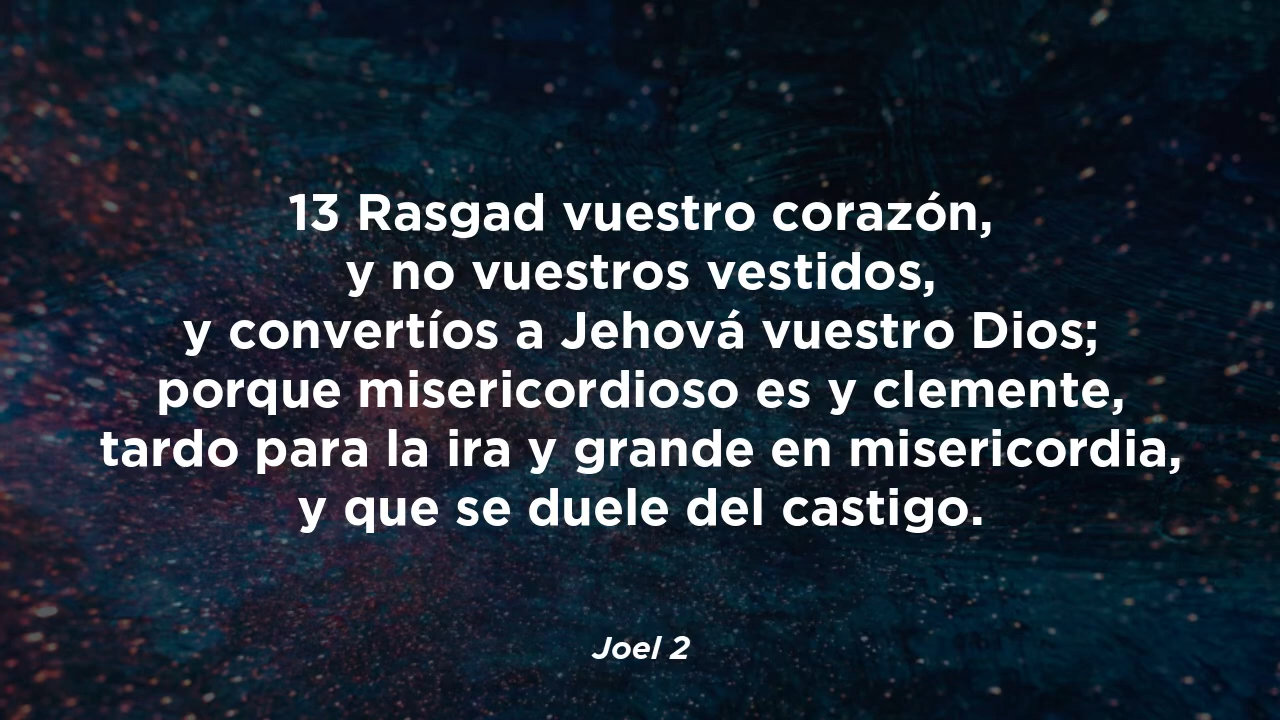 13 Rasgad vuestro corazón,
y no vuestros vestidos,
y convertíos a Jehová vuestro Dios;
porque misericordioso es y clemente,
tardo para la ira y grande en misericordia,
y que se duele del castigo.
Joel 2